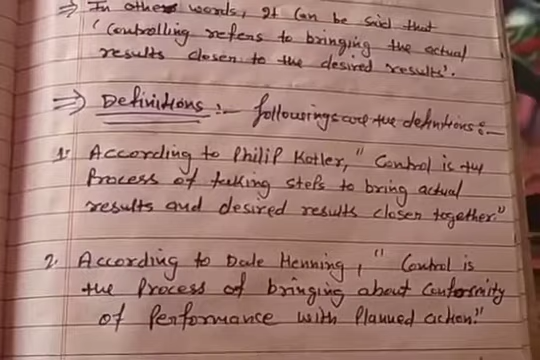 ⇒ In other words, It can be said that
'Controlling refers to bringing the actual
results closer to the desired results'.
⇒ Definitions :- Followings are the definitions :-
1. According to Philip Kotler, "Control is the
Process of taking steps to bring actual
results and desired results closer together."
2. According to Dale Henning, "Control is
the Process of bringing about Conformity
of Performance with Planned action."